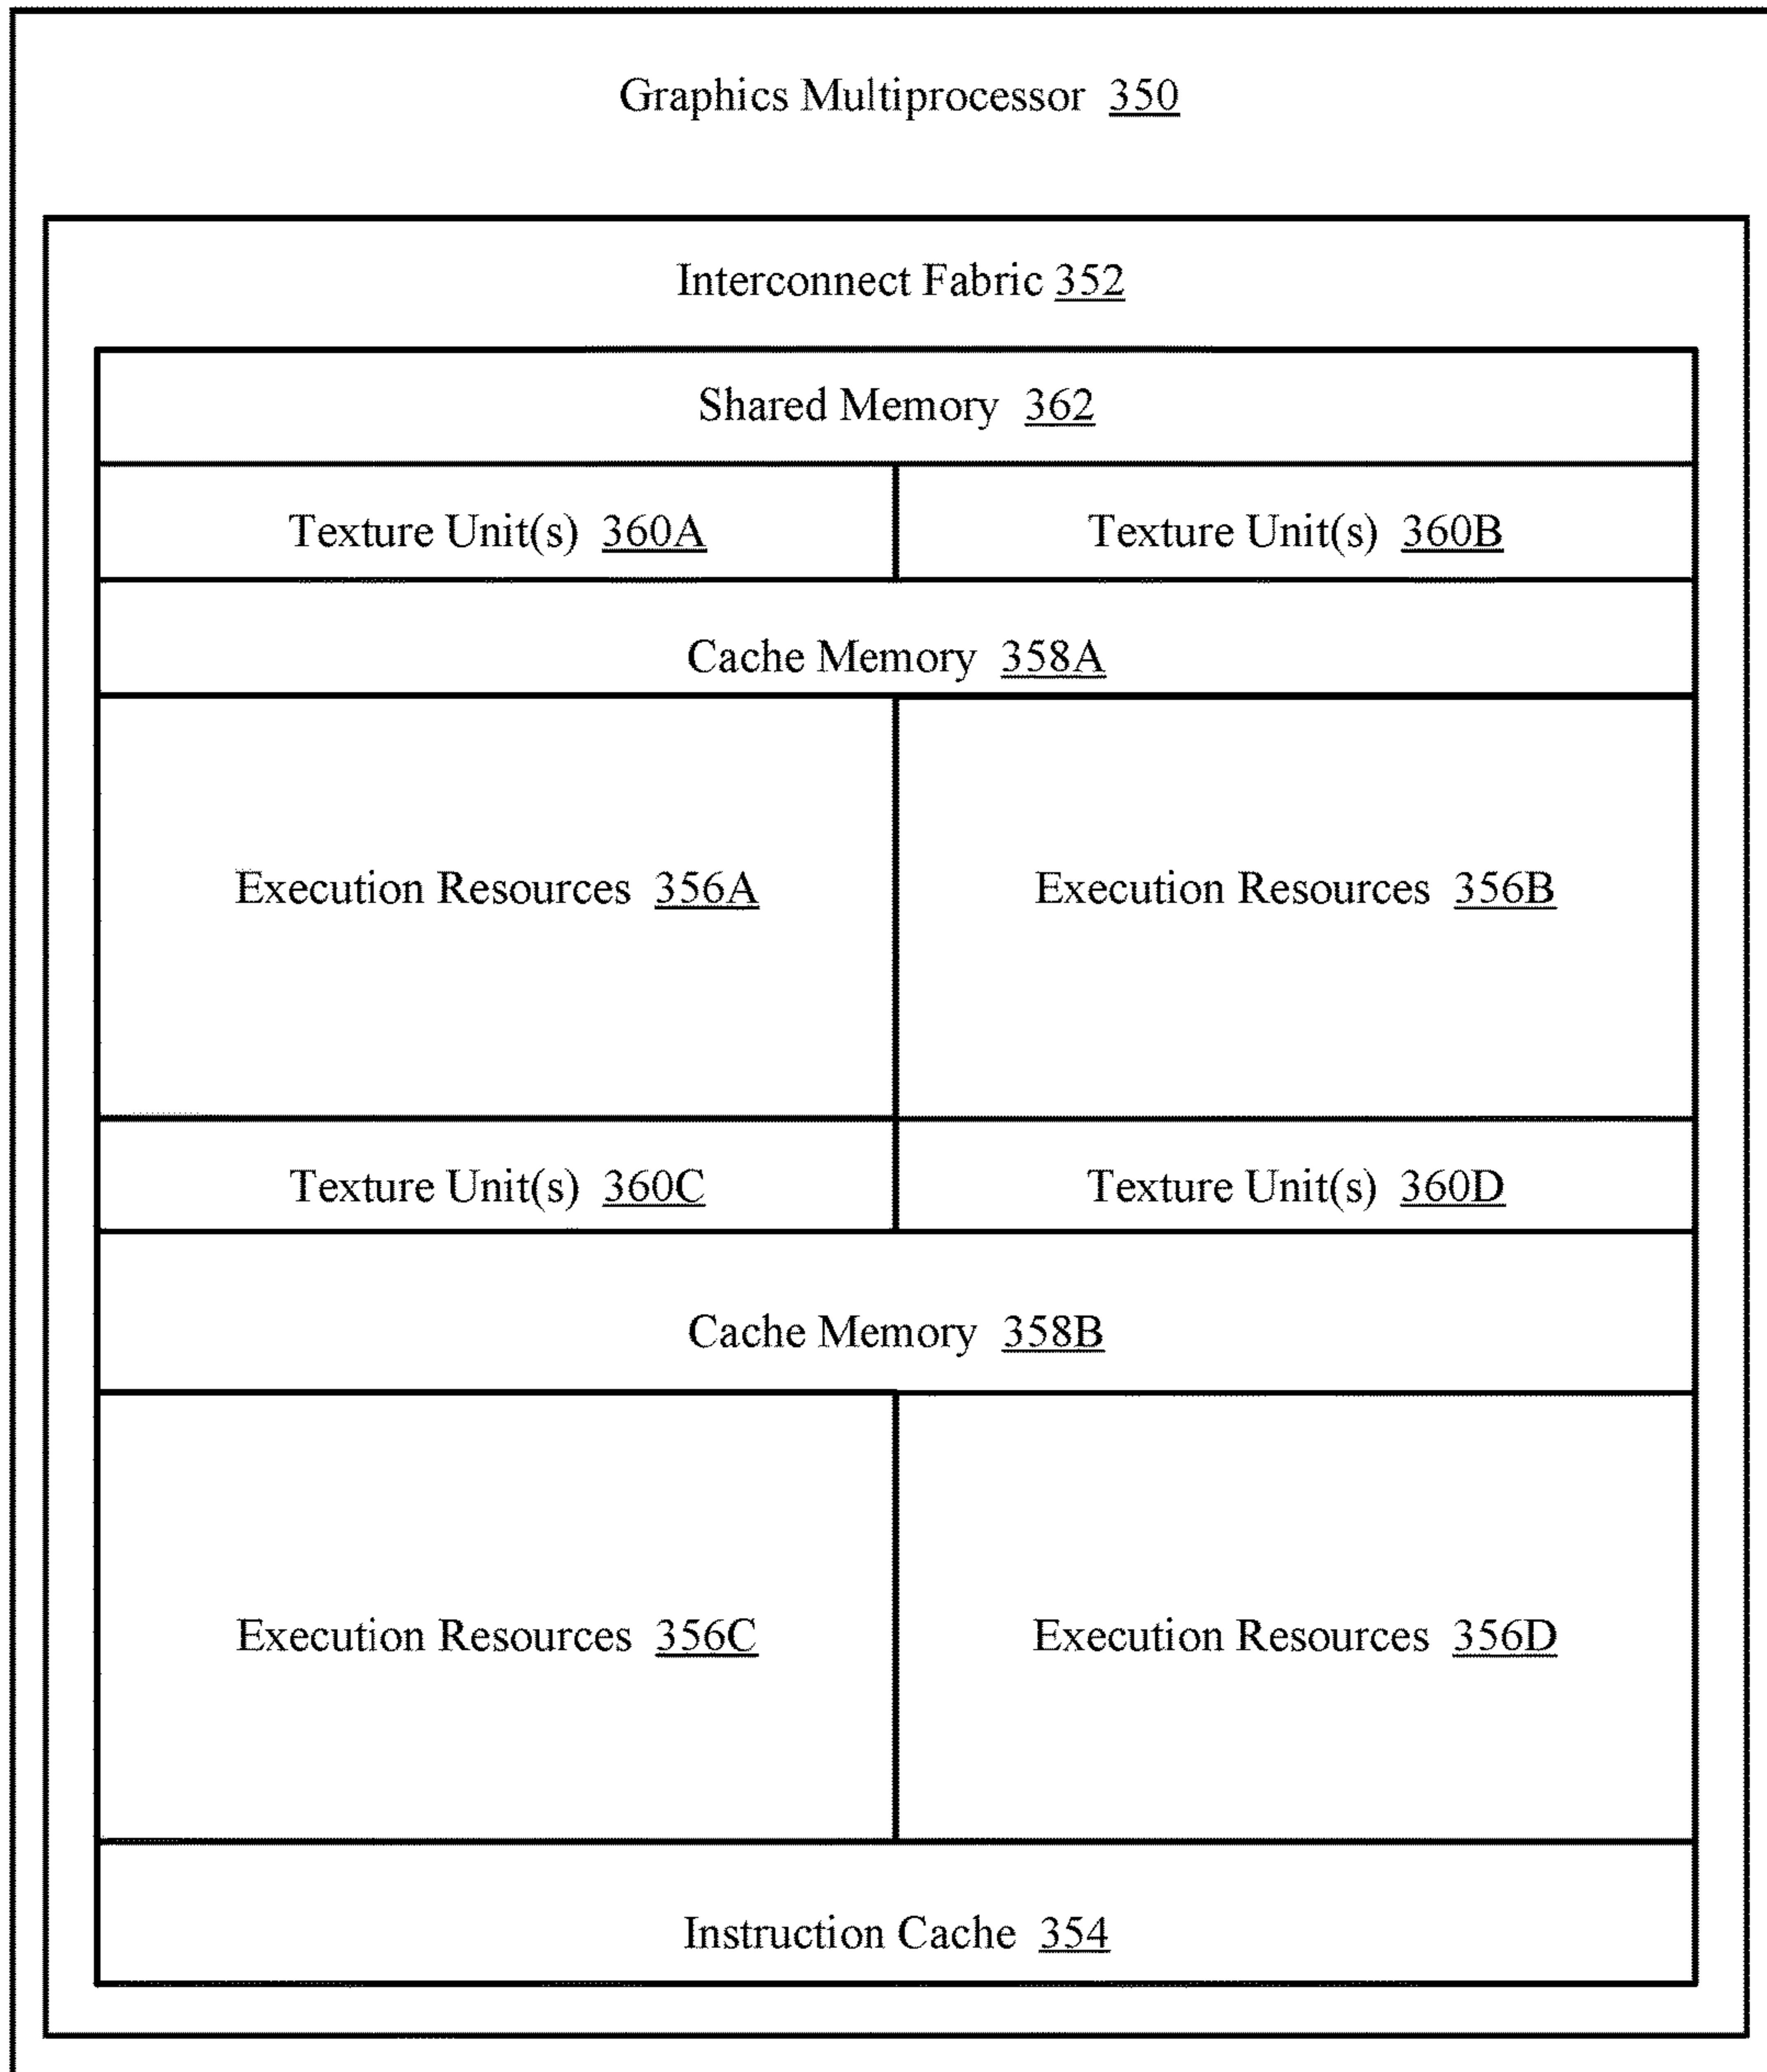 Graphics Multiprocessor 350
Interconnect Fabric 352
Shared Memory 362
Texture Unit(s) 360A
Texture Unit(s) 360B
Cache Memory 358A
Execution Resources 356A
Execution Resources 356B
Texture Unit(s) 360C
Texture Unit(s) 360D
Cache Memory 358B
Execution Resources 356C
Execution Resources 356D
Instruction Cache 354